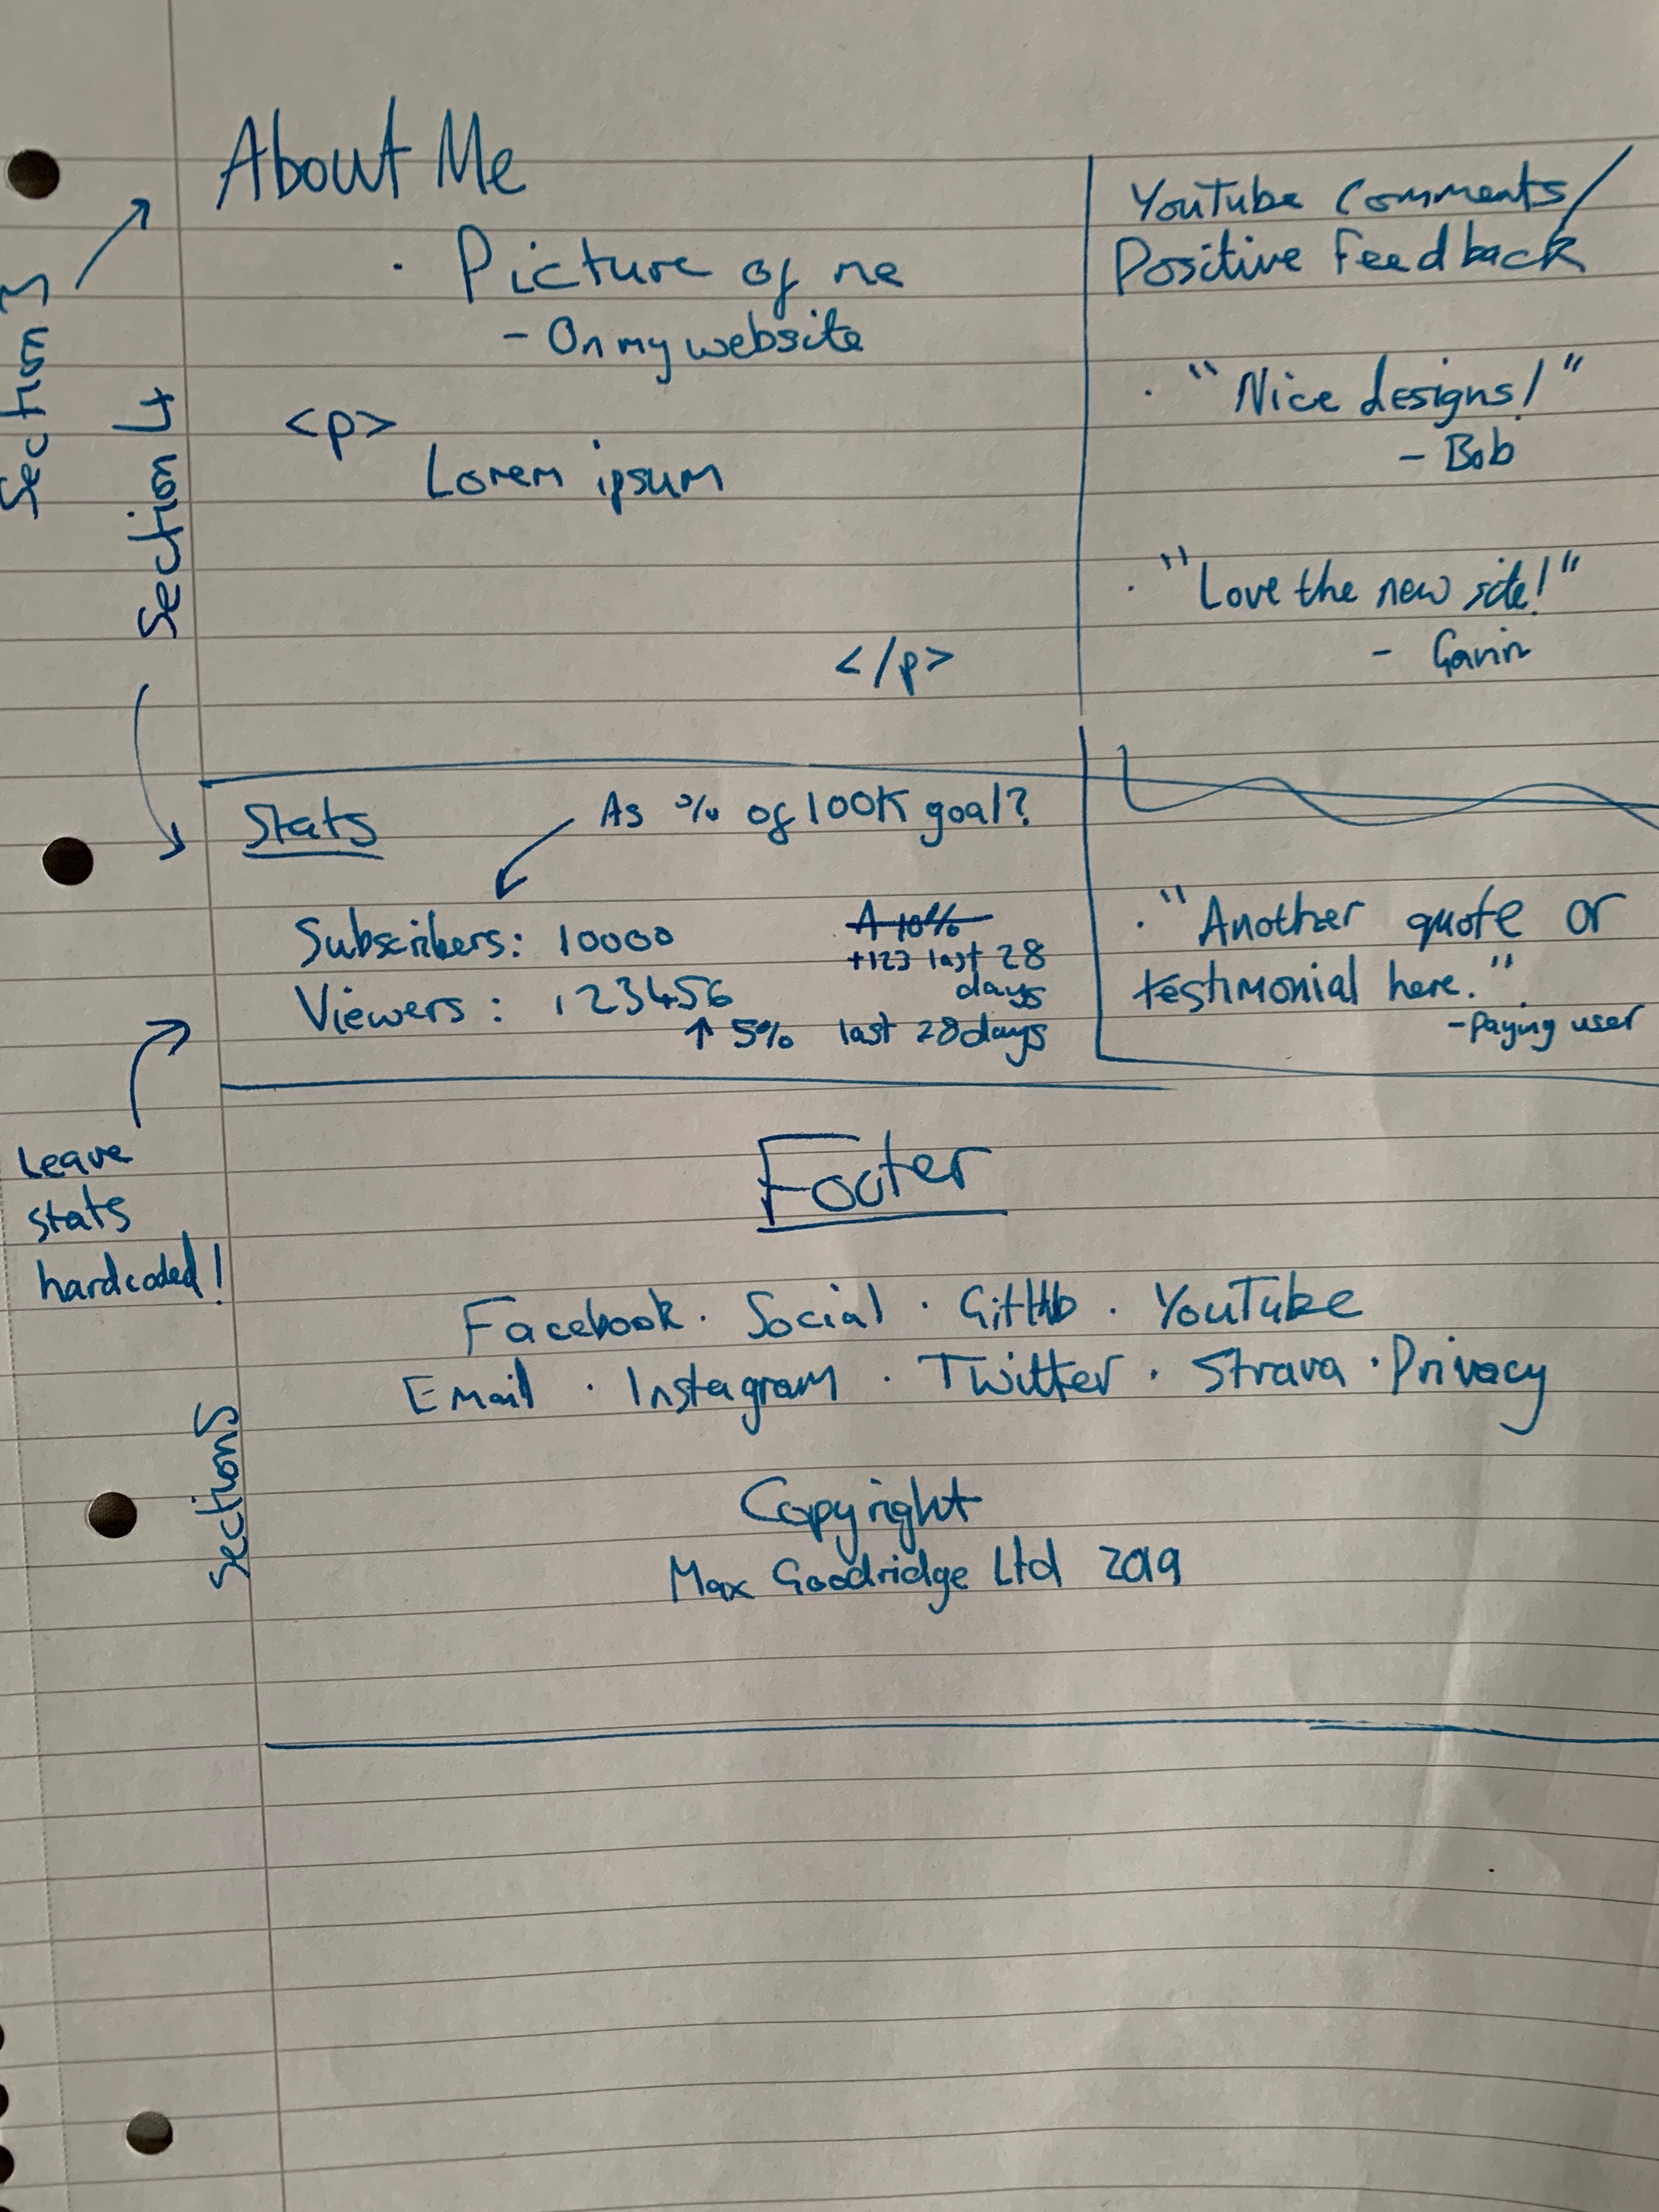 About Me
· Picture of me
- On my website
<p>
Lorem ipsum
</p>
Section 3
Section 4
YouTube Comments/
Positive Feedback
· "Nice designs!"
- Bob
· "Love the new site!"
- Gavin
Stats
As % of 100K goal?
Subscribers: 10000
+123 last 28
days
Viewers: 123456
↑ 5% last 28 days
· "Another quote or
testimonial here."
- Paying user
Leave
stats
hardcoded!
Footer
Facebook · Social · GitHub · YouTube
Email · Instagram · Twitter · Strava · Privacy
Section 5
Copyright
Max Goodridge Ltd 2019